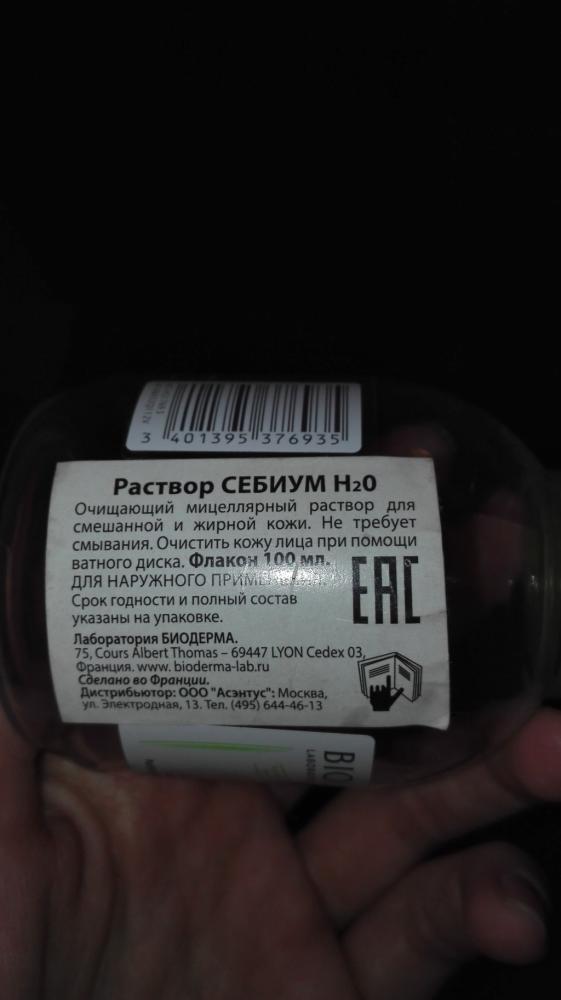 3 401395 376935
Раствор СЕБИУМ H₂0
Очищающий мицеллярный раствор для
смешанной и жирной кожи. Не требует
смывания. Очистить кожу лица при помощи
ватного диска. Флакон 100 мл.
ДЛЯ НАРУЖНОГО ПРИМЕНЕНИЯ.
Срок годности и полный состав
указаны на упаковке.
EAC
Лаборатория БИОДЕРМА.
75, Cours Albert Thomas – 69447 LYON Cedex 03,
Франция. www. bioderma-lab.ru
Сделано во Франции.
Дистрибьютор: ООО "Асэнтус": Москва,
ул. Электродная, 13. Тел. (495) 644-46-13
BIO